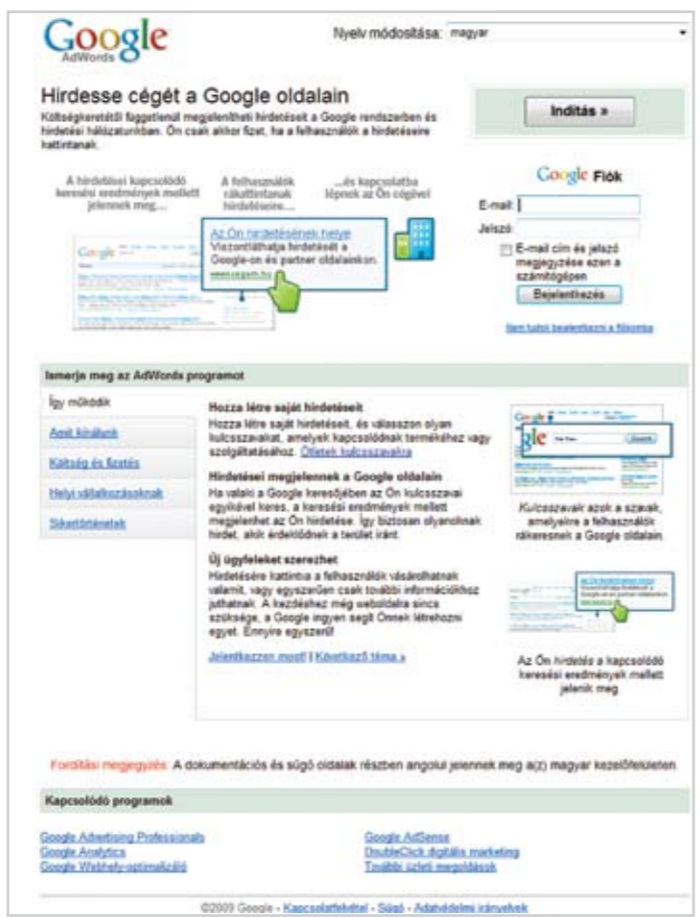 Google
AdWords
Nyelv módosítása: magyar
Hirdesse cégét a Google oldalain
Költségkeretétől függetlenül megjelenítheti hirdetéseit a Google rendszerben és
hirdetési hálózatunkban. Ön csak akkor fizet, ha a felhasználók a hirdetéseire
kattintanak.
Indítás »
A hirdetései kapcsolódó
keresési eredmények mellett
jelennek meg....
A felhasználók
rákattintanak
hirdetéseire....
...és kapcsolatba
lépnek az Ön cégével
Google
Az Ön hirdetésének helye
Viszontláthatja hirdetését a
Google-on és partner oldalainkon.
www.cegem.hu
Google Fiók
E-mail:
Jelszó:
E-mail cím és jelszó
megjegyzése ezen a
számítógépen
Bejelentkezés
Nem tudok bejelentkezni a fiókomba
Ismerje meg az AdWords programot
Így működik
Amit kínálunk
Költség és fizetés
Helyi vállalkozásoknak
Sikertörténetek
Hozza létre saját hirdetéseit
Hozza létre saját hirdetéseit, és válasszon olyan
kulcsszavakat, amelyek kapcsolódnak termékéhez vagy
szolgáltatásához. Ötletek kulcsszavakra
Hirdetései megjelennek a Google oldalain
Ha valaki a Google keresőjében az Ön kulcsszavai
egyikével keres, a keresési eredmények mellett
megjelenhet az Ön hirdetése. Így biztosan olyanoknak
hirdet, akik érdeklődnek a terület iránt.
Új ügyfeleket szerezhet
Hirdetésére kattintva a felhasználók vásárolhatnak
valamit, vagy egyszerűen csak további információkhoz
juthatnak. A kezdéshez még weboldalra sincs
szüksége, a Google ingyen segít Önnek létrehozni
egyet. Ennyire egyszerű!
Jelentkezzen most! | Következő téma »
Kulcsszavak azok a szavak,
amelyekre a felhasználók
rákeresnek a Google oldalain.
Az Ön hirdetés a kapcsolódó
keresési eredmények mellett
jelenik meg
Fordítási megjegyzés: A dokumentációs és súgó oldalak részben angolul jelennek meg a(z) magyar kezelőfelületen.
Kapcsolódó programok
Google Advertising Professionals
Google Analytics
Google Webhely-optimalizáló
Google AdSense
DoubleClick digitális marketing
További üzleti megoldások
©2009 Google - Kapcsolatfelvétel - Súgó - Adatvédelmi irányelvek